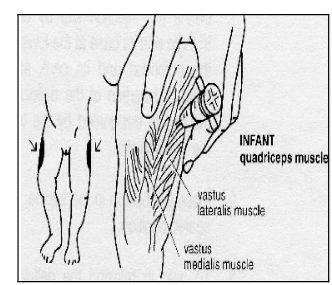 INFANT
quadriceps muscle
vastus
lateralis muscle
vastus
medialis muscle